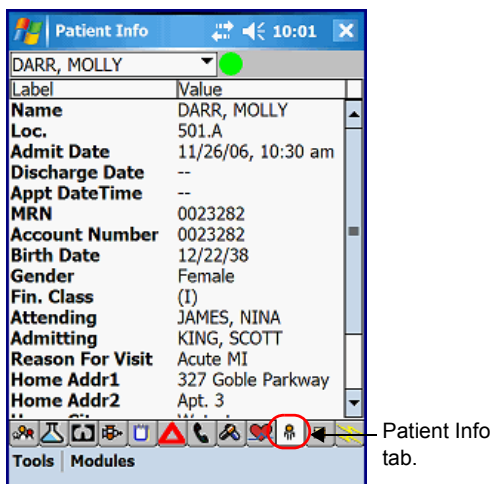 Patient Info 10:01
DARR, MOLLY
Label Value
Name DARR, MOLLY
Loc. 501.A
Admit Date 11/26/06, 10:30 am
Discharge Date --
Appt DateTime --
MRN 0023282
Account Number 0023282
Birth Date 12/22/38
Gender Female
Fin. Class (I)
Attending JAMES, NINA
Admitting KING, SCOTT
Reason For Visit Acute MI
Home Addr1 327 Goble Parkway
Home Addr2 Apt. 3
Patient Info
tab.
Tools Modules